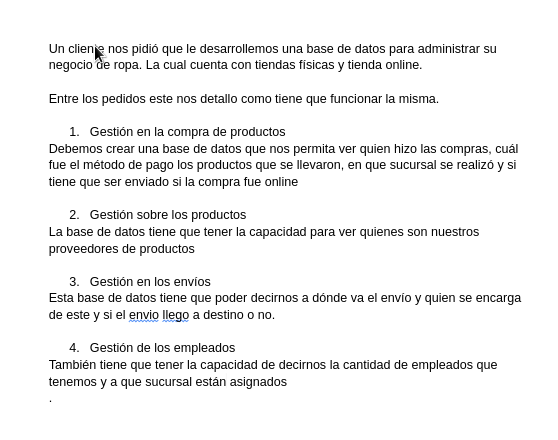 Un cliente nos pidió que le desarrollemos una base de datos para administrar su
negocio de ropa. La cual cuenta con tiendas físicas y tienda online.
Entre los pedidos este nos detallo como tiene que funcionar la misma.
1. Gestión en la compra de productos
Debemos crear una base de datos que nos permita ver quien hizo las compras, cuál
fue el método de pago los productos que se llevaron, en que sucursal se realizó y si
tiene que ser enviado si la compra fue online
2. Gestión sobre los productos
La base de datos tiene que tener la capacidad para ver quienes son nuestros
proveedores de productos
3. Gestión en los envíos
Esta base de datos tiene que poder decirnos a dónde va el envío y quien se encarga
de este y si el envio llego a destino o no.
4. Gestión de los empleados
También tiene que tener la capacidad de decirnos la cantidad de empleados que
tenemos y a que sucursal están asignados
.